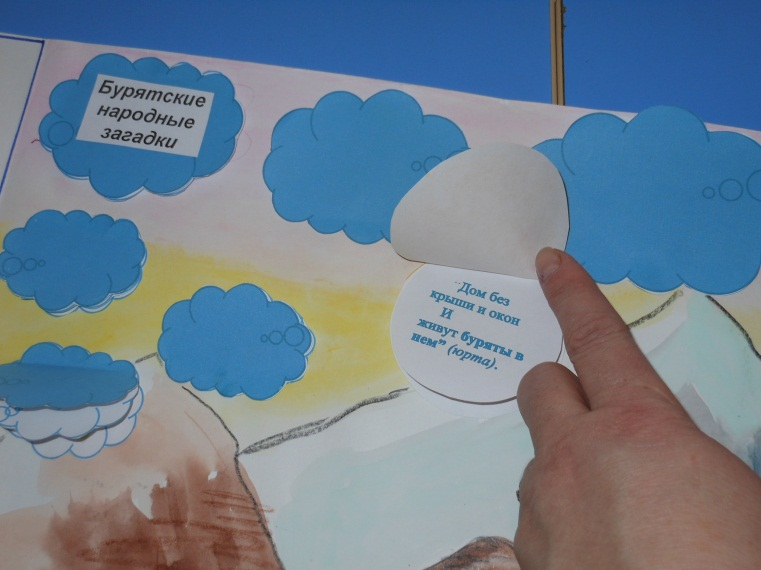 Бурятские
народные
загадки
"Дом без
крыши и окон
И
живут буряты в
нем" (юрта).